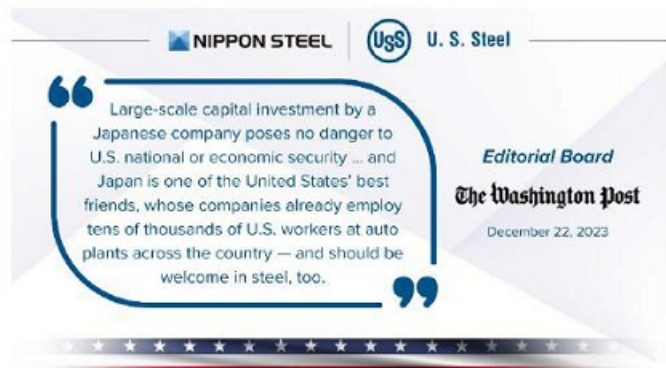 NIPPON STEEL
USS U. S. Steel
“
Large-scale capital investment by a
Japanese company poses no danger to
U.S. national or economic security ... and
Japan is one of the United States' best
friends, whose companies already employ
tens of thousands of U.S. workers at auto
plants across the country — and should be
welcome in steel, too.
”
Editorial Board
The Washington Post
December 22, 2023